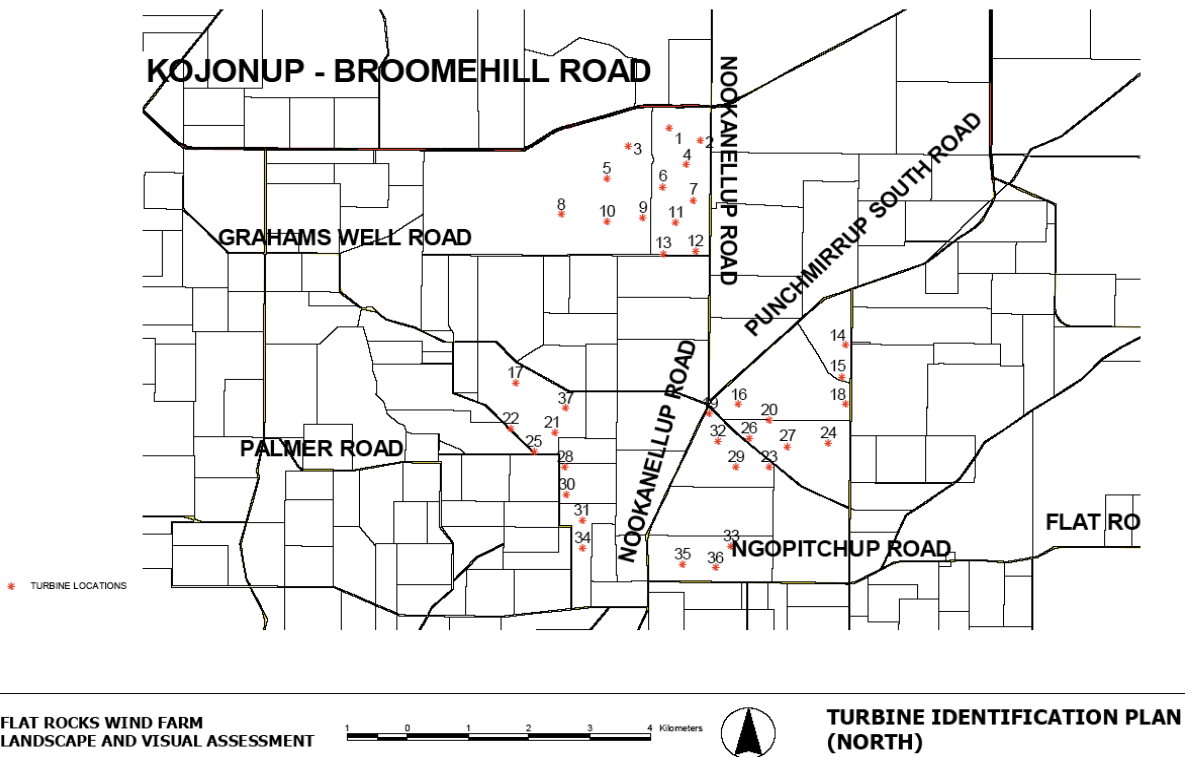 KOJONUP - BROOMEHILL ROAD
NOOKANELLUP ROAD
PUNCHMIRRUP SOUTH ROAD
1
2
3
4
5
6
7
8
10
9
11
GRAHAMS WELL ROAD
13
12
14
15
17
16
18
37
19
20
NOOKANELLUP ROAD
22
21
32
26
27
24
25
PALMER ROAD
28
29
23
30
31
34
33
35
36
NGOPITCHUP ROAD
FLAT RO
TURBINE LOCATIONS
FLAT ROCKS WIND FARM
LANDSCAPE AND VISUAL ASSESSMENT
1 0 1 2 3 4 Kilometers
TURBINE IDENTIFICATION PLAN
(NORTH)